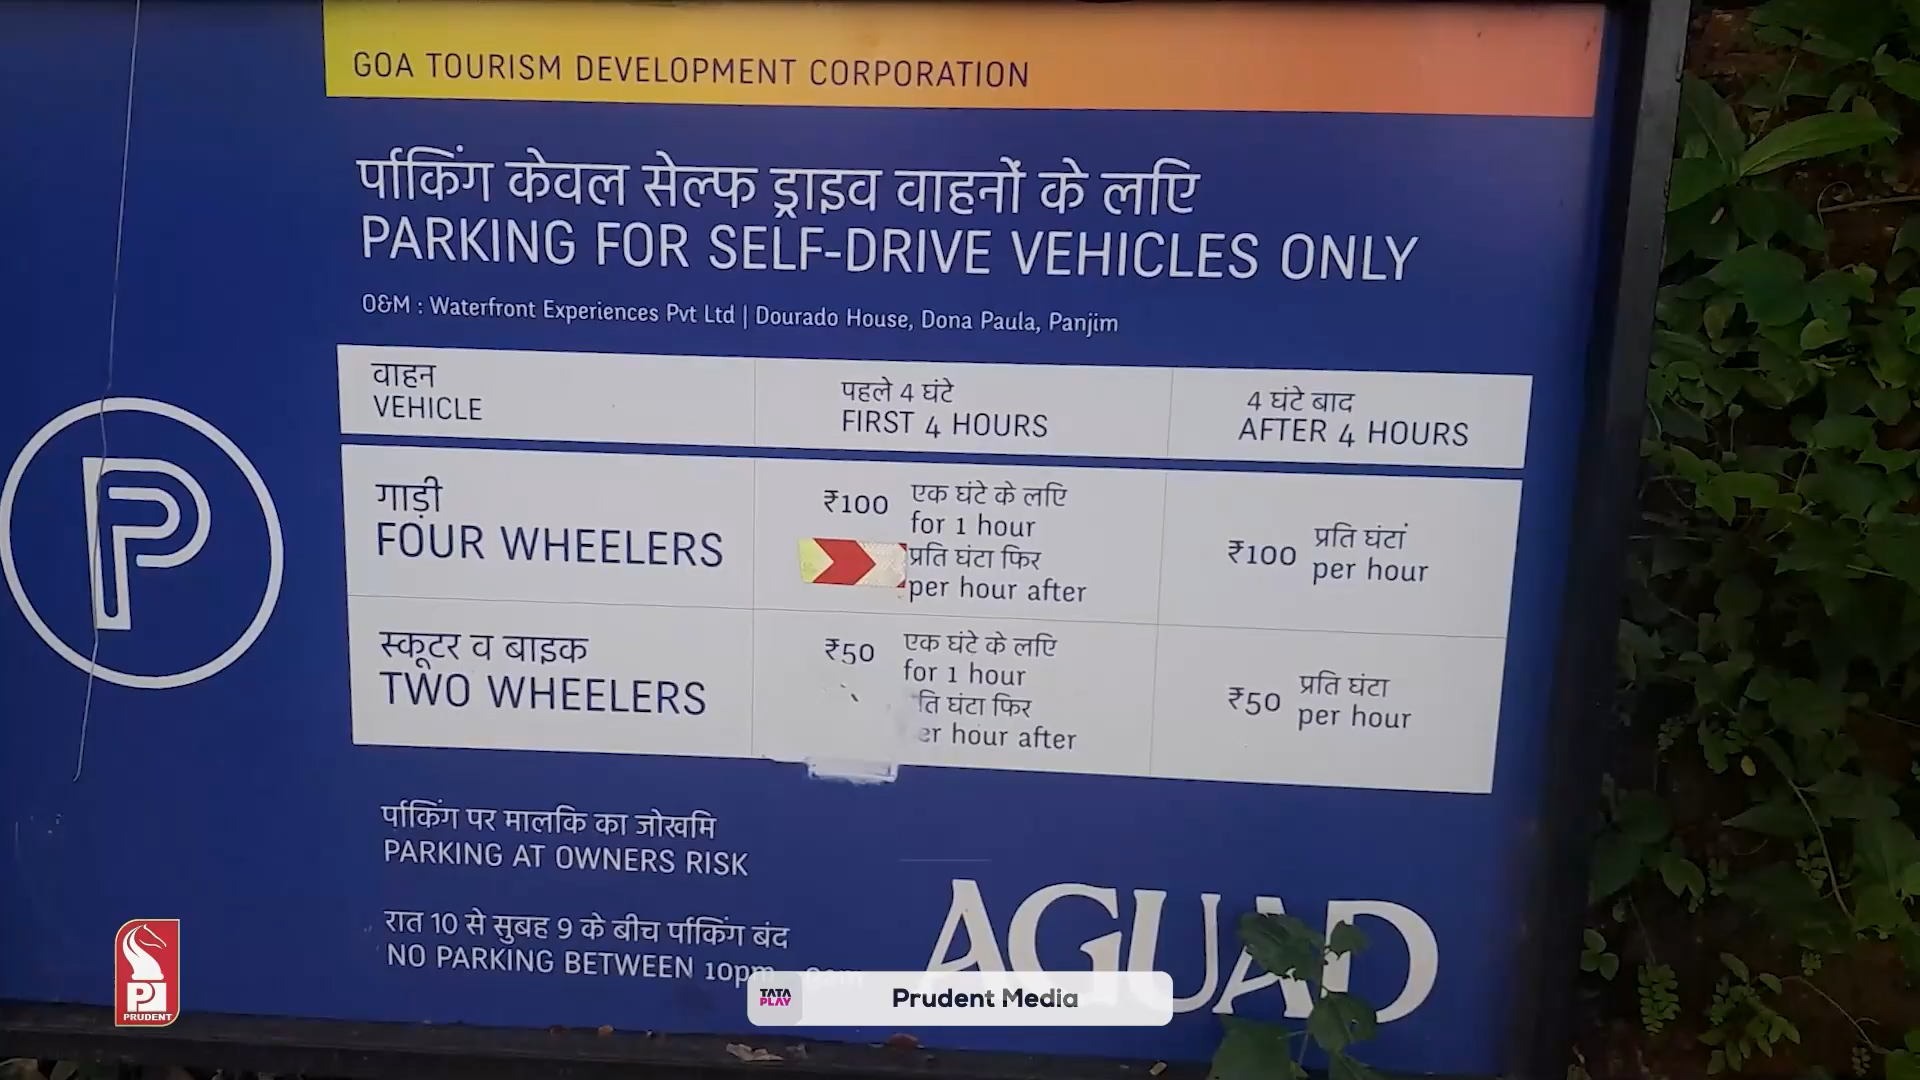 GOA TOURISM DEVELOPMENT CORPORATION
र्पाकिंग केवल सेल्फ ड्राइव वाहनों के लएि
PARKING FOR SELF-DRIVE VEHICLES ONLY
O&M : Waterfront Experiences Pvt Ltd | Dourado House, Dona Paula, Panjim
वाहन
VEHICLE
पहले 4 घंटे
FIRST 4 HOURS
4 घंटे बाद
AFTER 4 HOURS
गाड़ी
FOUR WHEELERS
₹100 एक घंटे के लएि
for 1 hour
प्रति घंटा फिर
per hour after
₹100 प्रति घंटां
per hour
स्कूटर व बाइक
TWO WHEELERS
₹50 एक घंटे के लएि
for 1 hour
ति घंटा फिर
er hour after
₹50 प्रति घंटा
per hour
P
र्पाकिंग पर मालकि का जोखमि
PARKING AT OWNERS RISK
रात 10 से सुबह 9 के बीच र्पाकिंग बंद
NO PARKING BETWEEN 10pm
AGUAD
PRUDENT
TATA PLAY
Prudent Media